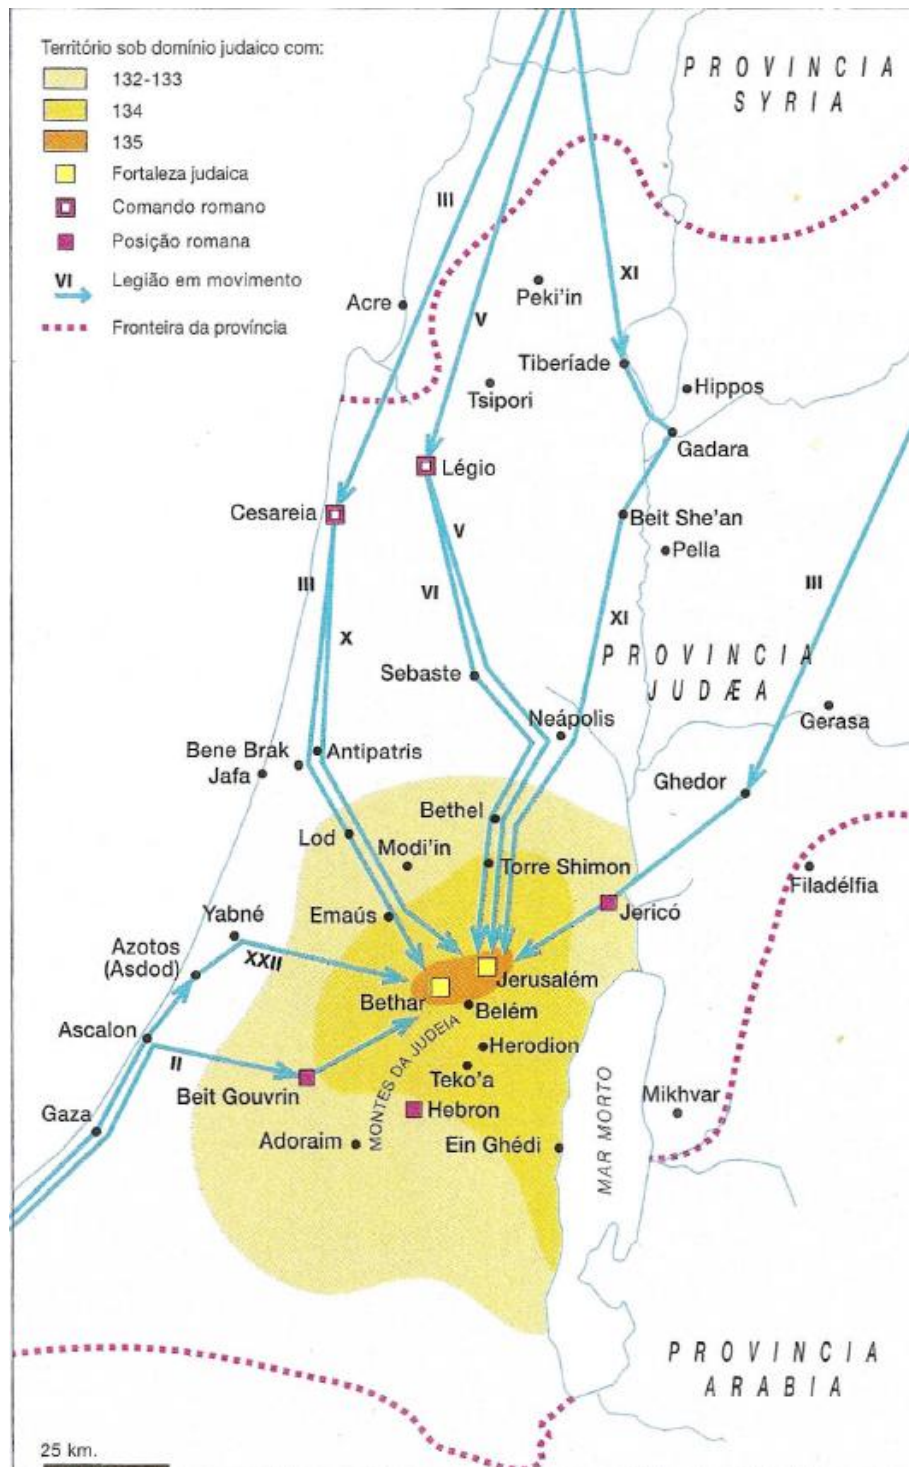 Território sob domínio judaico com:
132-133
134
135
Fortaleza judaica
Comando romano
Posição romana
VI Legião em movimento
Fronteira da província
PROVINCIA
SYRIA
III
XI
V
Acre
Peki'in
Tiberíade
Hippos
Tsipori
Gadara
Légio
Cesareia
Beit She'an
V
Pella
III
VI
III
XI
X
PROVINCIA
JUDÆA
Sebaste
Neápolis
Gerasa
Bene Brak
Antipatris
Jafa
Ghedor
Bethel
Lod
Modi'in
Torre Shimon
Filadélfia
Jericó
Emaús
Yabné
Azotos
(Asdod)
XXII
Jerusalém
Bethar
Belém
Ascalon
MONTES DA JUDEIA
Herodion
II
Teko'a
Beit Gouvrin
Hebron
Mikhvar
Gaza
Adoraim
Ein Ghédi
MAR MORTO
PROVINCIA
ARABIA
25 km.